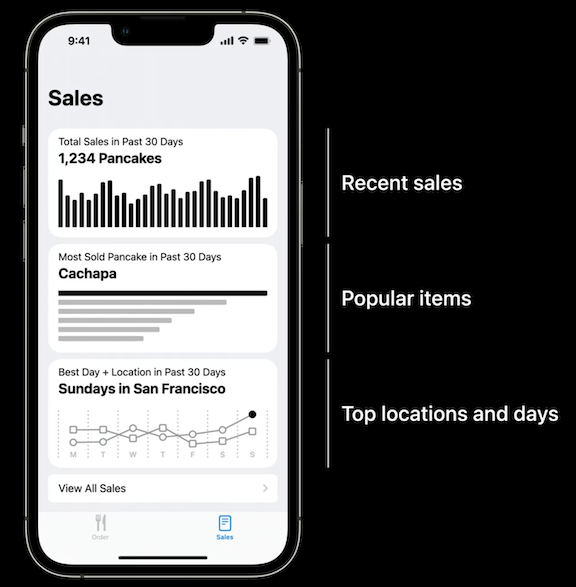 9:41
Sales
Total Sales in Past 30 Days
1,234 Pancakes
Most Sold Pancake in Past 30 Days
Cachapa
Best Day + Location in Past 30 Days
Sundays in San Francisco
M T W T F S S
View All Sales
Order Sales
Recent sales
Popular items
Top locations and days